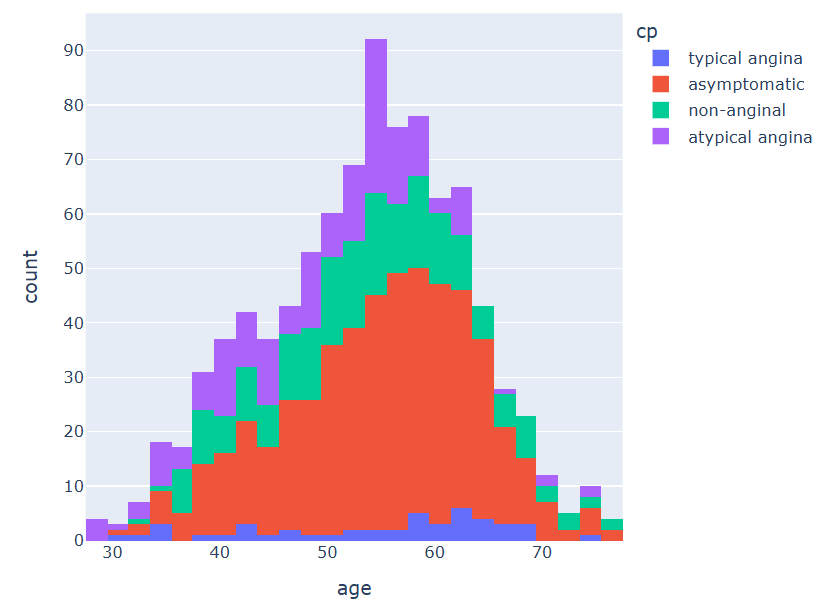 cp
typical angina
asymptomatic
non-anginal
atypical angina
count
90
80
70
60
50
40
30
20
10
0
30 40 50 60 70
age